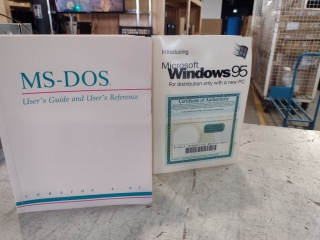 MS-DOS
User's Guide and User's Reference
Introducing
Microsoft
Windows 95
For distribution only with a new PC
Certificate of Authenticity